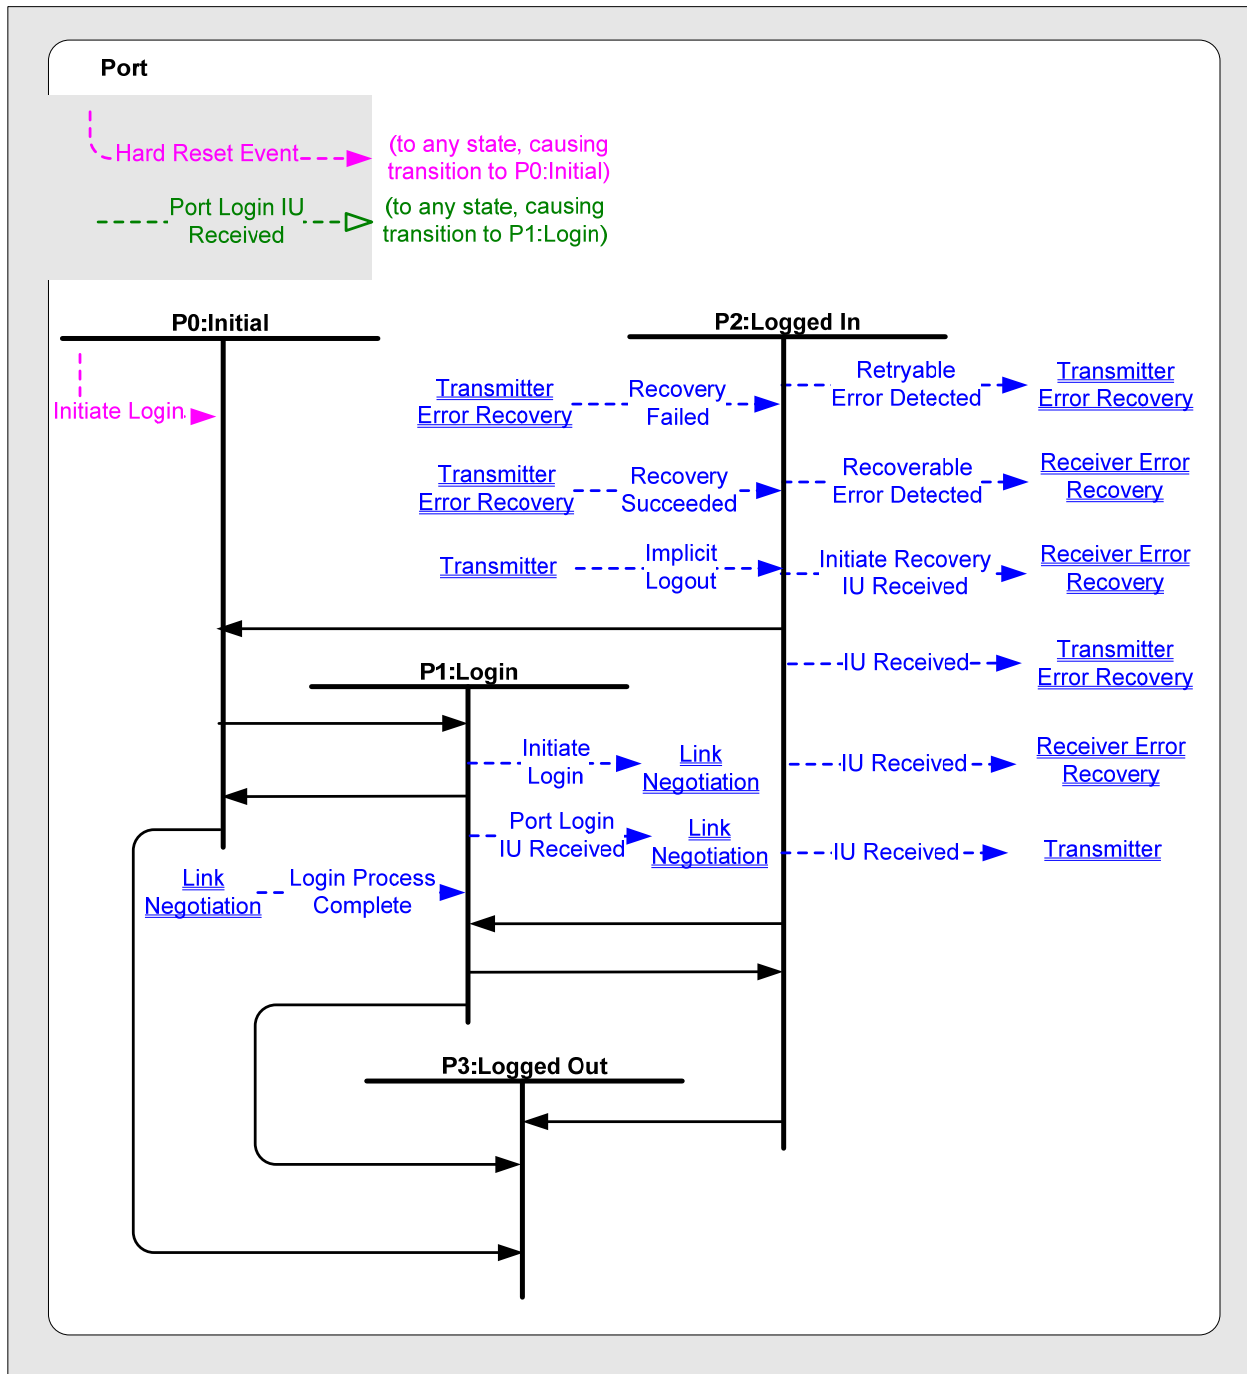 Port
Hard Reset Event
(to any state, causing
transition to P0:Initial)
Port Login IU
Received
(to any state, causing
transition to P1:Login)
P0:Initial
Initiate Login
P2:Logged In
Transmitter
Error Recovery
Recovery
Failed
Retryable
Error Detected
Transmitter
Error Recovery
Transmitter
Error Recovery
Recovery
Succeeded
Recoverable
Error Detected
Receiver Error
Recovery
Transmitter
Implicit
Logout
Initiate Recovery
IU Received
Receiver Error
Recovery
IU Received
Transmitter
Error Recovery
P1:Login
Initiate
Login
Link
Negotiation
IU Received
Receiver Error
Recovery
Port Login
IU Received
Link
Negotiation
IU Received
Transmitter
Link
Negotiation
Login Process
Complete
P3:Logged Out